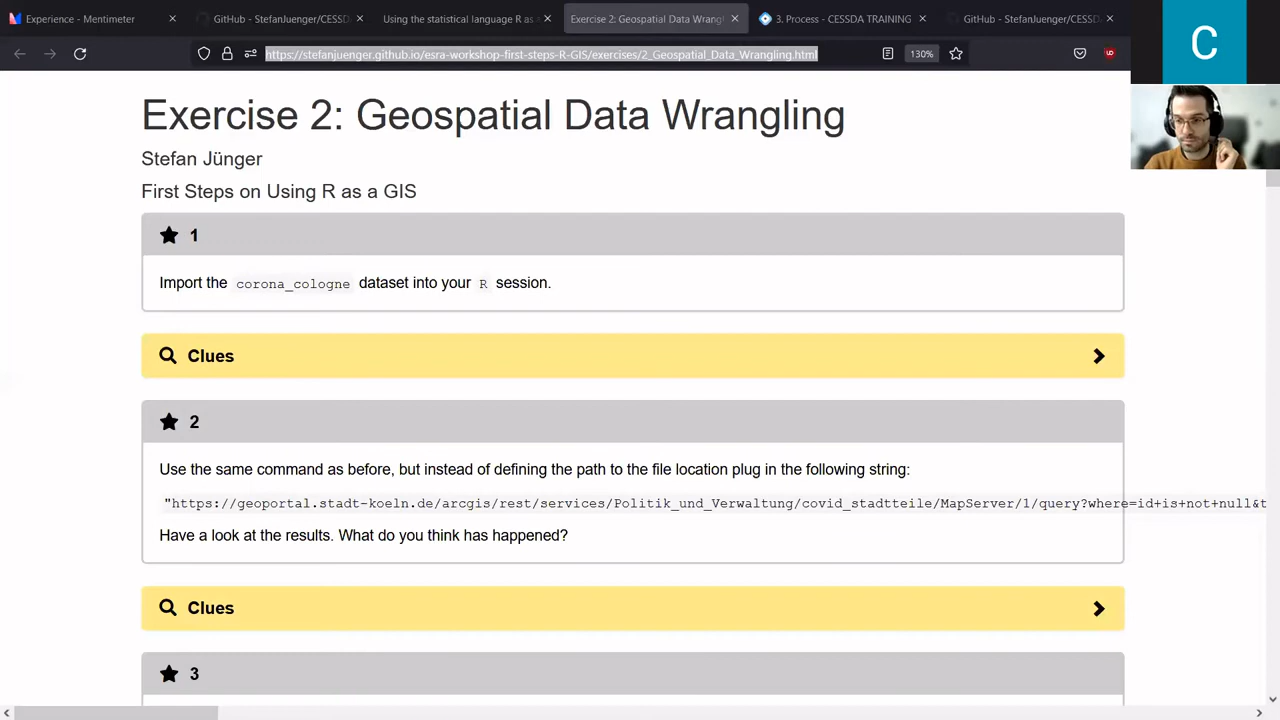 Experience - Mentimeter
GitHub - StefanJuenger/CESSD
Using the statistical language R as
Exercise 2: Geospatial Data Wrangl
3. Process - CESSDA TRAINING
GitHub - StefanJuenger/CESSD
https://stefanjuenger.github.io/esra-workshop-first-steps-R-GIS/exercises/2_Geospatial_Data_Wrangling.html
130%
C
Exercise 2: Geospatial Data Wrangling
Stefan Jünger
First Steps on Using R as a GIS
1
Import the corona_cologne dataset into your R session.
Clues
2
Use the same command as before, but instead of defining the path to the file location plug in the following string:
"https://geoportal.stadt-koeln.de/arcgis/rest/services/Politik_und_Verwaltung/covid_stadtteile/MapServer/1/query?where=id+is+not+null&t
Have a look at the results. What do you think has happened?
Clues
3